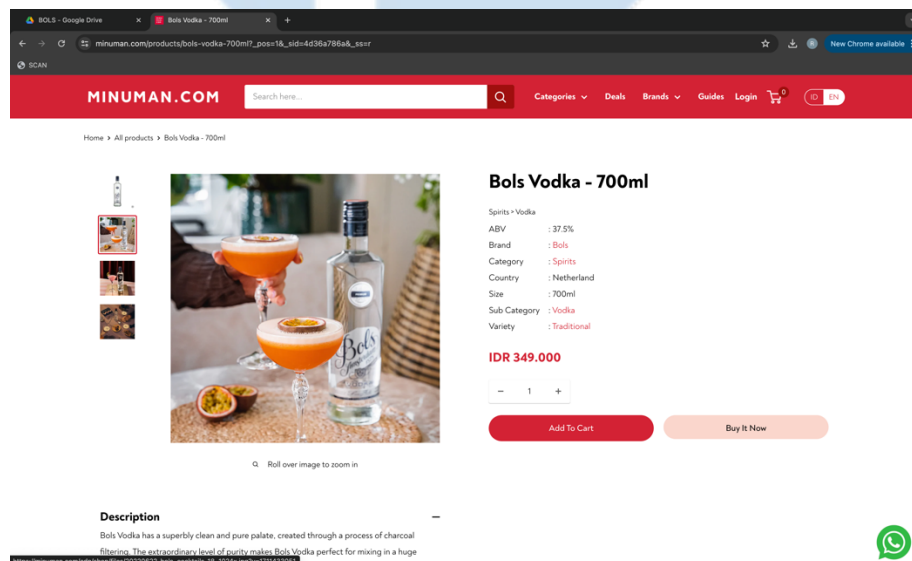 BOLS - Google Drive
Bols Vodka - 700ml
minuman.com/products/bols-vodka-700ml?_pos=1&_sid=4d36a786a&_ss=r
New Chrome available
SCAN
MINUMAN.COM
Search here...
Categories
Deals
Brands
Guides
Login
0
ID EN
Home > All products > Bols Vodka - 700ml
Bols Vodka - 700ml
Spirits > Vodka
ABV : 37.5%
Brand : Bols
Category : Spirits
Country : Netherland
Size : 700ml
Sub Category : Vodka
Variety : Traditional
IDR 349.000
- 1 +
Add To Cart
Buy It Now
Bols
Roll over image to zoom in
Description
Bols Vodka has a superbly clean and pure palate, created through a process of charcoal
filtering. The extraordinary level of purity makes Bols Vodka perfect for mixing in a huge